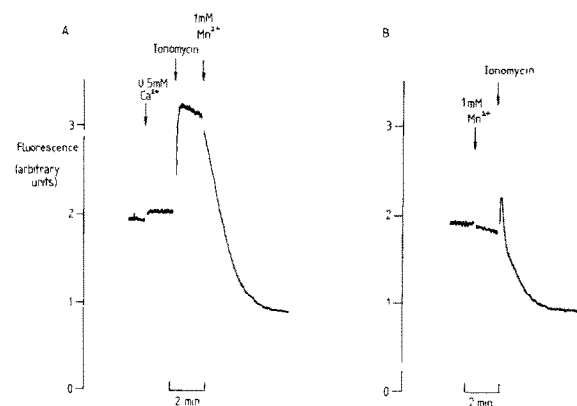 A
1mM
Mn²⁺
Ionomycin
0·5mM
Ca²⁺
3
Fluorescence
(arbitrary
units)
2
1
0
2 min
B
Ionomycin
1mM
Mn²⁺
3
2
1
0
2 min